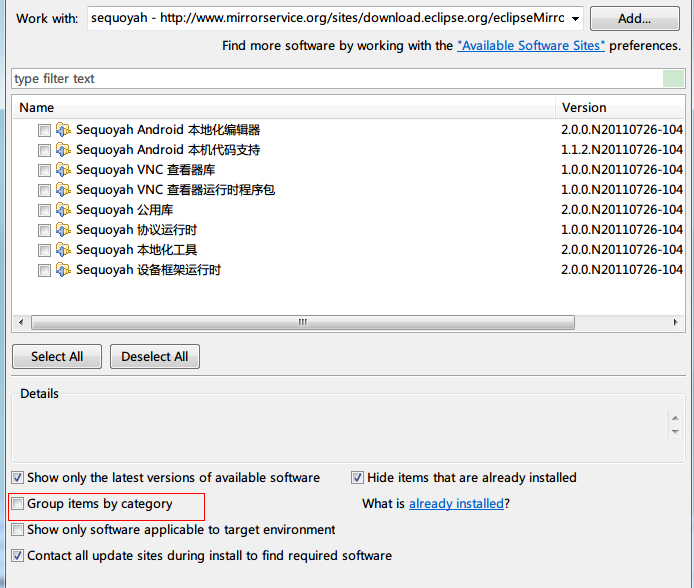 Work with: sequoyah - http://www.mirrorservice.org/sites/download.eclipse.org/eclipseMirro Add...
Find more software by working with the "Available Software Sites" preferences.
type filter text
Name Version
Sequoyah Android 本地化编辑器 2.0.0.N20110726-104
Sequoyah Android 本机代码支持 1.1.2.N20110726-104
Sequoyah VNC 查看器库 1.0.0.N20110726-104
Sequoyah VNC 查看器运行时程序包 1.0.0.N20110726-104
Sequoyah 公用库 2.0.0.N20110726-104
Sequoyah 协议运行时 1.0.0.N20110726-104
Sequoyah 本地化工具 2.0.0.N20110726-104
Sequoyah 设备框架运行时 2.0.0.N20110726-104
Select All Deselect All
Details
Show only the latest versions of available software Hide items that are already installed
Group items by category What is already installed?
Show only software applicable to target environment
Contact all update sites during install to find required software